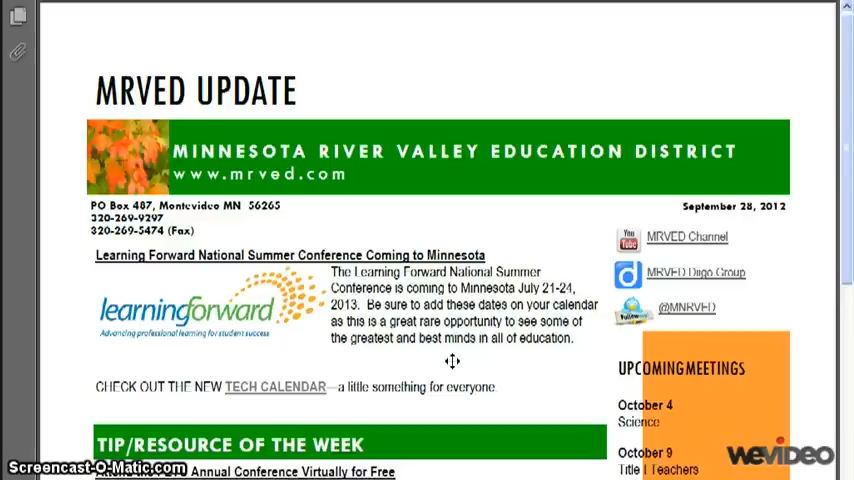 MRVED UPDATE
MINNESOTA RIVER VALLEY EDUCATION DISTRICT
www.mrved.com
PO Box 487, Montevideo MN 56265
320-269-9297
320-269-5474 (Fax)
September 28, 2012
You
Tube
MRVED Channel
Learning Forward National Summer Conference Coming to Minnesota
learningforward
Advancing professional learning for student success
The Learning Forward National Summer
Conference is coming to Minnesota July 21-24,
2013. Be sure to add these dates on your calendar
as this is a great rare opportunity to see some of
the greatest and best minds in all of education.
d
MRVED Diigo Group
@MNRVED
CHECK OUT THE NEW TECH CALENDAR—a little something for everyone.
UPCOMING MEETINGS
October 4
Science
October 9
Title I Teachers
TIP/RESOURCE OF THE WEEK
Annual Conference Virtually for Free
Screencast-O-Matic.com
WEVIDEO